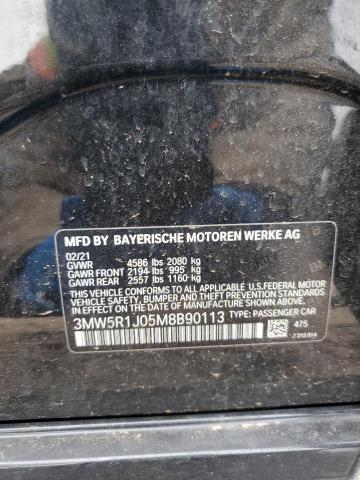 MFD BY BAYERISCHE MOTOREN WERKE AG
02/21
GVWR 4586 lbs 2080 kg
GAWR FRONT 2194 lbs 995 kg
GAWR REAR 2557 lbs 1160 kg
THIS VEHICLE CONFORMS TO ALL APPLICABLE U.S. FEDERAL MOTOR
VEHICLE SAFETY, BUMPER, AND THEFT PREVENTION
STANDARDS IN EFFECT ON THE DATE OF
MANUFACTURE SHOWN ABOVE.
3MW5R1J05M8B90113 TYPE: PASSENGER CAR
475